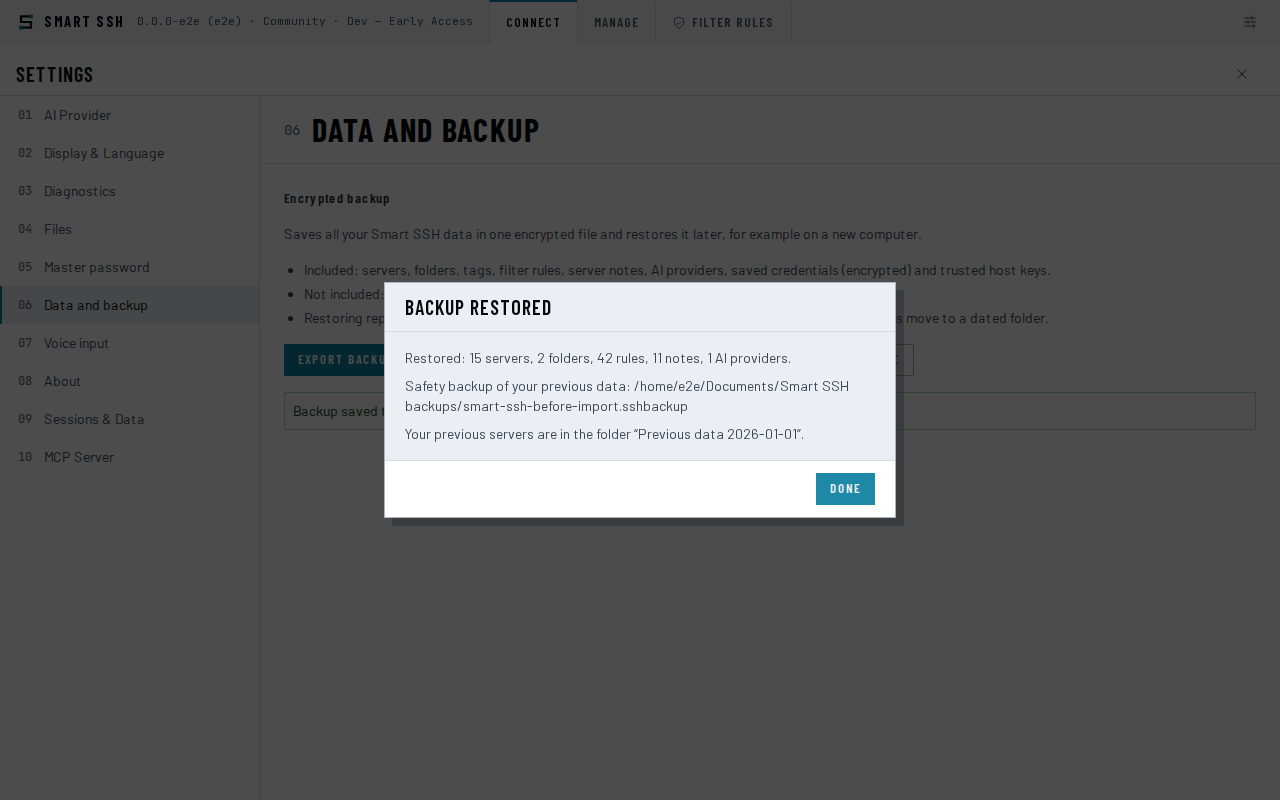 SMART SSH 0.0.0-e2e (e2e) · Community · Dev — Early Access CONNECT MANAGE FILTER RULES
SETTINGS
01 AI Provider
02 Display & Language
03 Diagnostics
04 Files
05 Master password
06 Data and backup
07 Voice input
08 About
09 Sessions & Data
10 MCP Server
06 DATA AND BACKUP
Encrypted backup
Saves all your Smart SSH data in one encrypted file and restores it later, for example on a new computer.
• Included: servers, folders, tags, filter rules, server notes, AI providers, saved credentials (encrypted) and trusted host keys.
• Not included:
• Restoring move to a dated folder.
EXPORT
Backup saved
BACKUP RESTORED
Restored: 15 servers, 2 folders, 42 rules, 11 notes, 1 AI providers.
Safety backup of your previous data: /home/e2e/Documents/Smart SSH
backups/smart-ssh-before-import.sshbackup
Your previous servers are in the folder “Previous data 2026-01-01”.
DONE